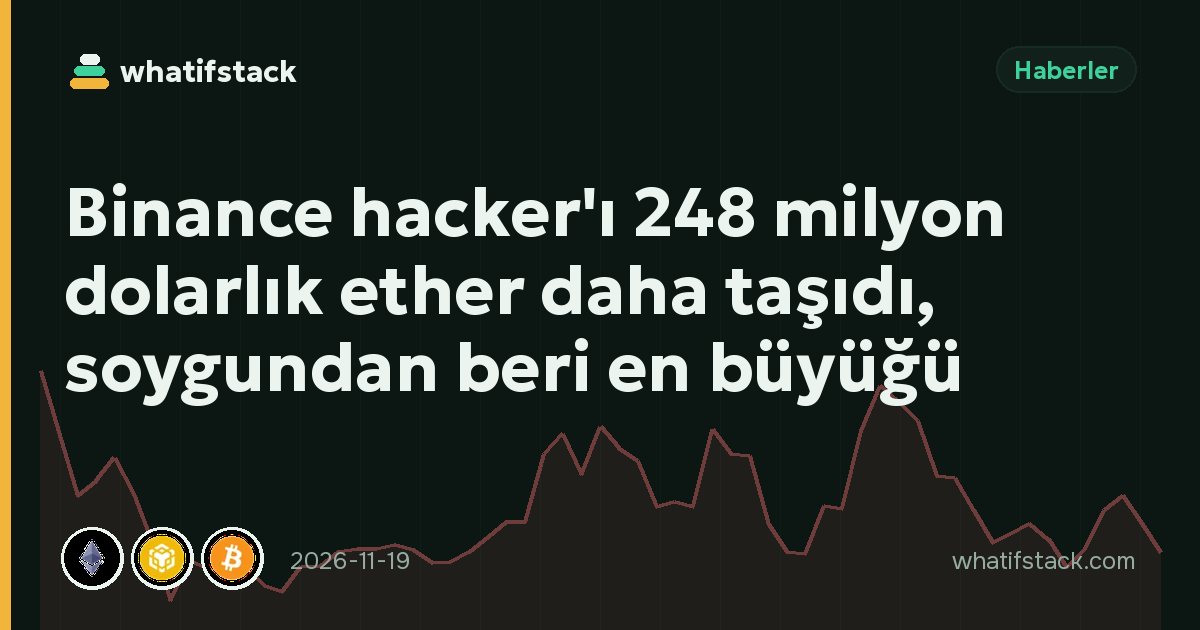 whatifstack
Haberler
Binance hacker'ı 248 milyon
dolarlık ether daha taşıdı,
soygundan beri en büyüğü
2026-11-19
whatifstack.com